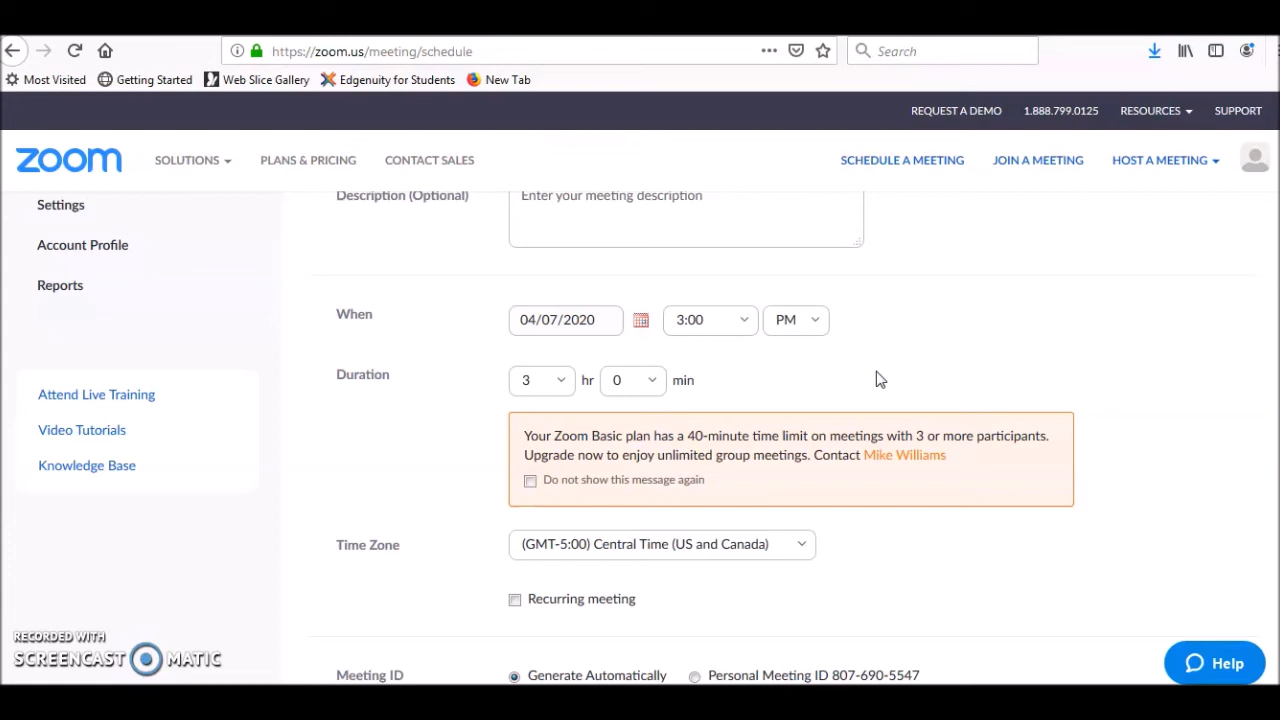 https://zoom.us/meeting/schedule
Search
Most Visited Getting Started Web Slice Gallery Edgenuity for Students New Tab
REQUEST A DEMO 1.888.799.0125 RESOURCES SUPPORT
zoom SOLUTIONS PLANS & PRICING CONTACT SALES SCHEDULE A MEETING JOIN A MEETING HOST A MEETING
Settings
Account Profile
Reports
Attend Live Training
Video Tutorials
Knowledge Base
Description (Optional) Enter your meeting description
When 04/07/2020 3:00 PM
Duration 3 hr 0 min
Your Zoom Basic plan has a 40-minute time limit on meetings with 3 or more participants.
Upgrade now to enjoy unlimited group meetings. Contact Mike Williams
Do not show this message again
Time Zone (GMT-5:00) Central Time (US and Canada)
Recurring meeting
Meeting ID Generate Automatically Personal Meeting ID 807-690-5547
RECORDED WITH
SCREENCAST MATIC
Help